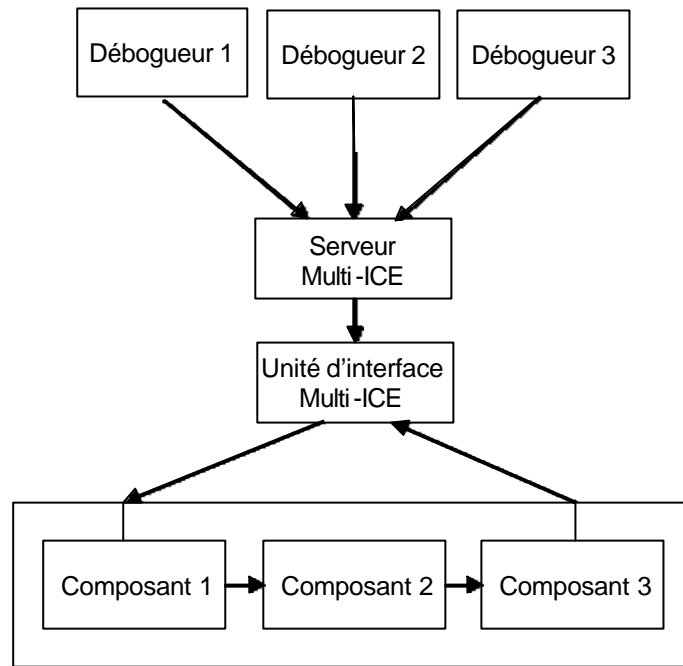 Débogueur 1
Débogueur 2
Débogueur 3
Serveur
Multi-ICE
Unité d'interface
Multi-ICE
Composant 1
Composant 2
Composant 3